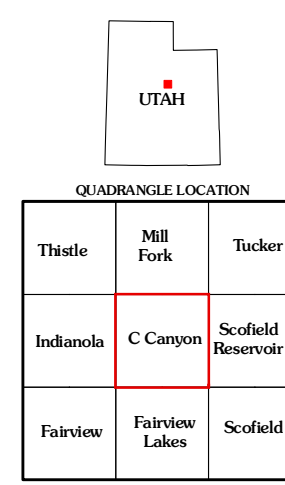 UTAH
QUADRANGLE LOCATION
Thistle
Mill
Fork
Tucker
Indianola
C Canyon
Scofield
Reservoir
Fairview
Fairview
Lakes
Scofield